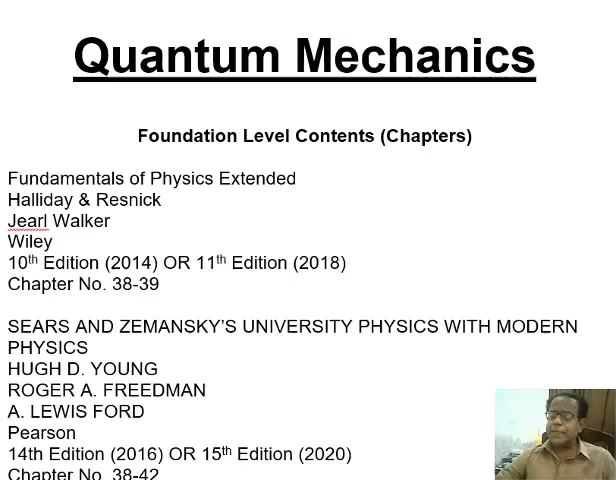 Quantum Mechanics
Foundation Level Contents (Chapters)
Fundamentals of Physics Extended
Halliday & Resnick
Jearl Walker
Wiley
10th Edition (2014) OR 11th Edition (2018)
Chapter No. 38-39
SEARS AND ZEMANSKY'S UNIVERSITY PHYSICS WITH MODERN
PHYSICS
HUGH D. YOUNG
ROGER A. FREEDMAN
A. LEWIS FORD
Pearson
14th Edition (2016) OR 15th Edition (2020)
Chapter No. 38-42